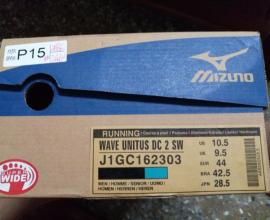 P15
MIZUNO
RUNNING
WAVE UNITUS DC 2 SW
J1GC162303
US 10.5
UK 9.5
EUR 44
BRA 42.5
JPN 28.5
MEN / HOMME / SENIOR / UOMO /
HOMEN / HERREN / HOMBRE
SUPER
WIDE